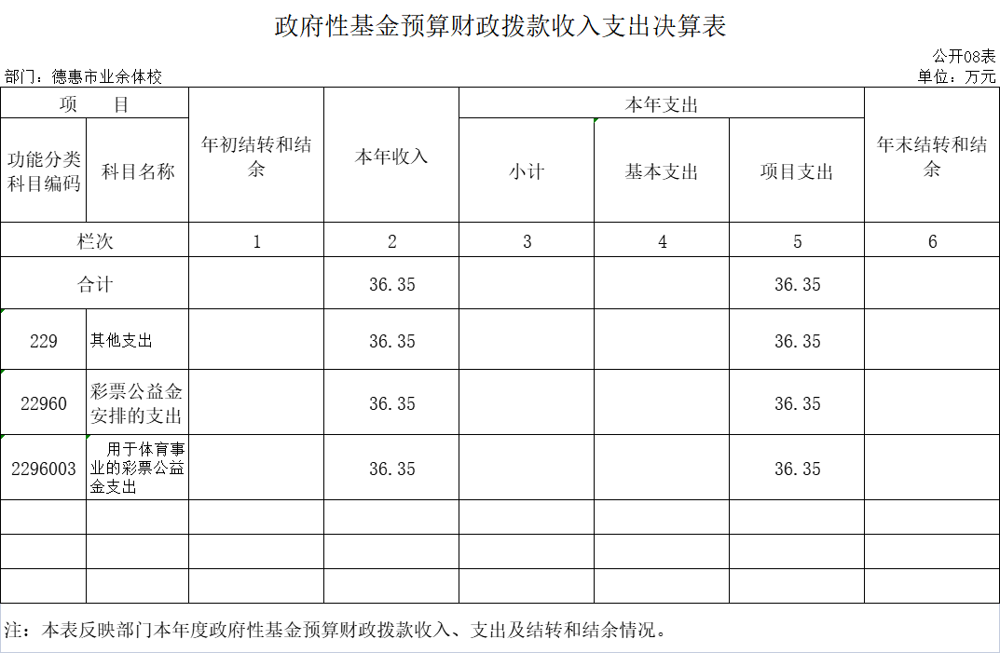 政府性基金预算财政拨款收入支出决算表
公开08表
部门：德惠市业余体校
单位：万元
项 目
年初结转和结
余
本年收入
本年支出
年末结转和结
余
功能分类
科目编码
科目名称
小计
基本支出
项目支出
栏次 1 2 3 4 5 6
合计 36.35 36.35
229 其他支出 36.35 36.35
22960 彩票公益金
安排的支出 36.35 36.35
2296003 用于体育事
业的彩票公益
金支出 36.35 36.35
注：本表反映部门本年度政府性基金预算财政拨款收入、支出及结转和结余情况。